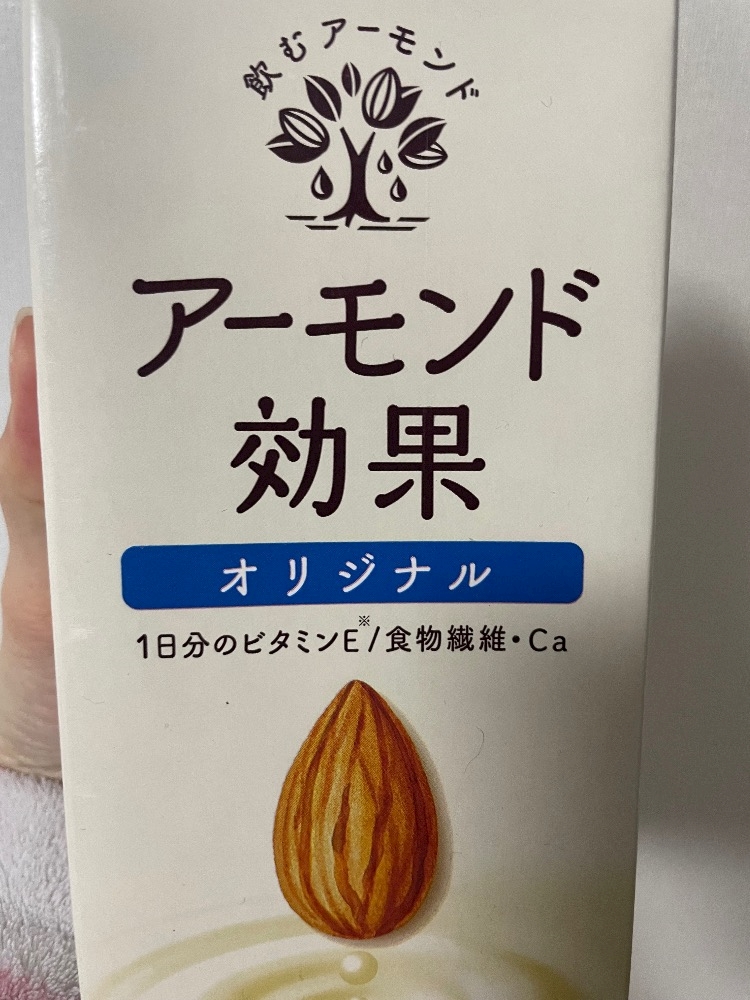 飲むアーモンド
アーモンド
効果
オリジナル
1日分のビタミンE※/食物繊維・Ca